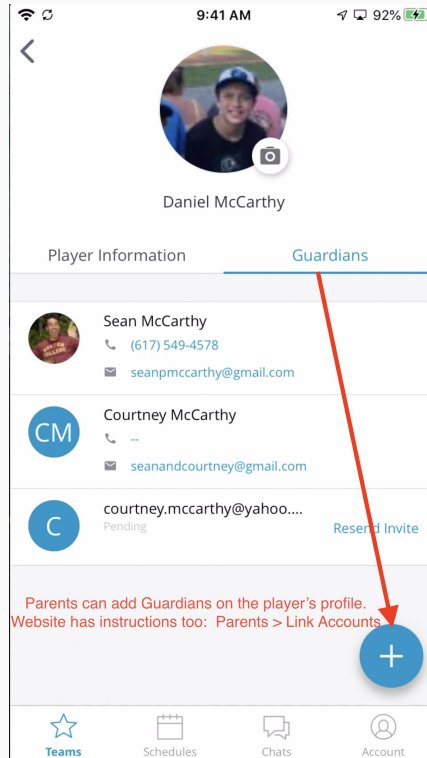 9:41 AM
92%
Daniel McCarthy
Player Information
Guardians
Sean McCarthy
(617) 549-4578
seanpmccarthy@gmail.com
CM
Courtney McCarthy
--
seanandcourtney@gmail.com
C
courtney.mccarthy@yahoo....
Pending
Resend Invite
Parents can add Guardians on the player's profile.
Website has instructions too:  Parents > Link Accounts
Teams
Schedules
Chats
Account